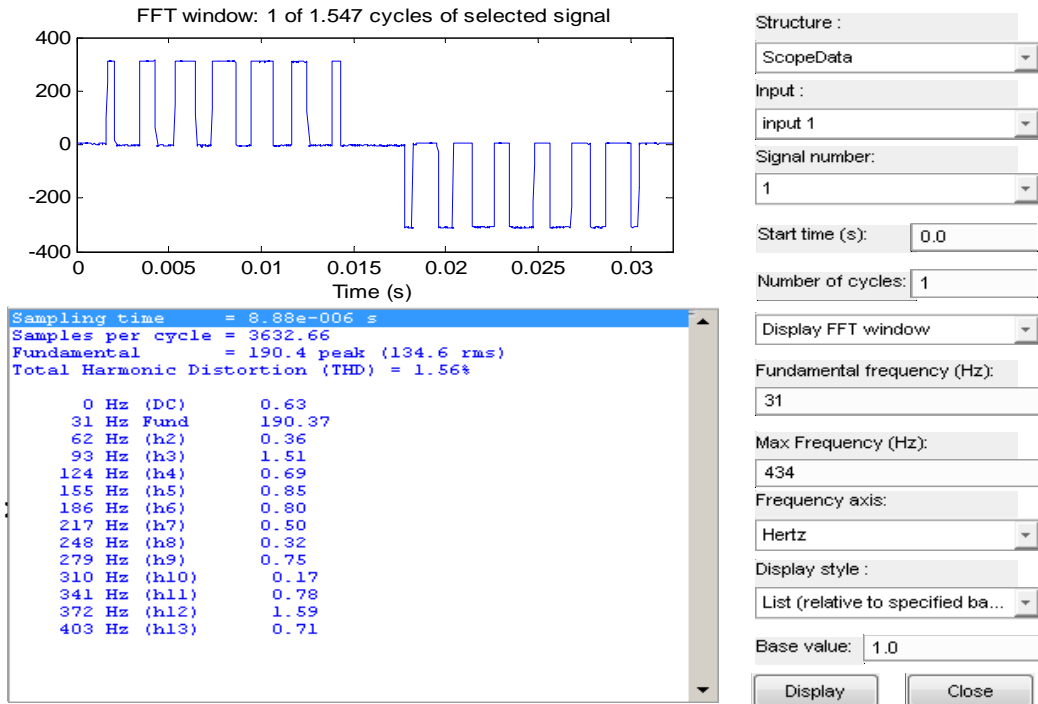 FFT window: 1 of 1.547 cycles of selected signal
400
200
0
-200
-400
0 0.005 0.01 0.015 0.02 0.025 0.03
Time (s)
Sampling time = 8.88e-006 s
Samples per cycle = 3632.66
Fundamental = 190.4 peak (134.6 rms)
Total Harmonic Distortion (THD) = 1.56%
0 Hz (DC) 0.63
31 Hz Fund 190.37
62 Hz (h2) 0.36
93 Hz (h3) 1.51
124 Hz (h4) 0.69
155 Hz (h5) 0.85
186 Hz (h6) 0.80
217 Hz (h7) 0.50
248 Hz (h8) 0.32
279 Hz (h9) 0.75
310 Hz (h10) 0.17
341 Hz (h11) 0.78
372 Hz (h12) 1.59
403 Hz (h13) 0.71
Structure :
ScopeData
Input :
input 1
Signal number:
1
Start time (s): 0.0
Number of cycles: 1
Display FFT window
Fundamental frequency (Hz):
31
Max Frequency (Hz):
434
Frequency axis:
Hertz
Display style :
List (relative to specified ba...
Base value: 1.0
Display Close